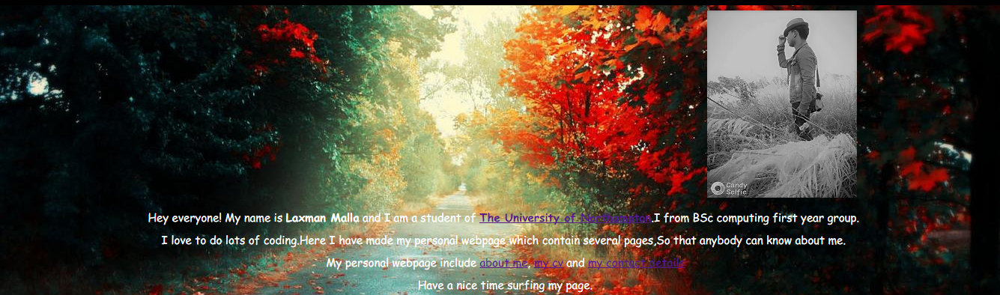 Candy
Selfie
Hey everyone! My name is Laxman Malla and I am a student of The University of Northampton.I from BSc computing first year group.
I love to do lots of coding.Here I have made my personal webpage which contain several pages,So that anybody can know about me.
My personal webpage include about me, my cv and my contact details
Have a nice time surfing my page.